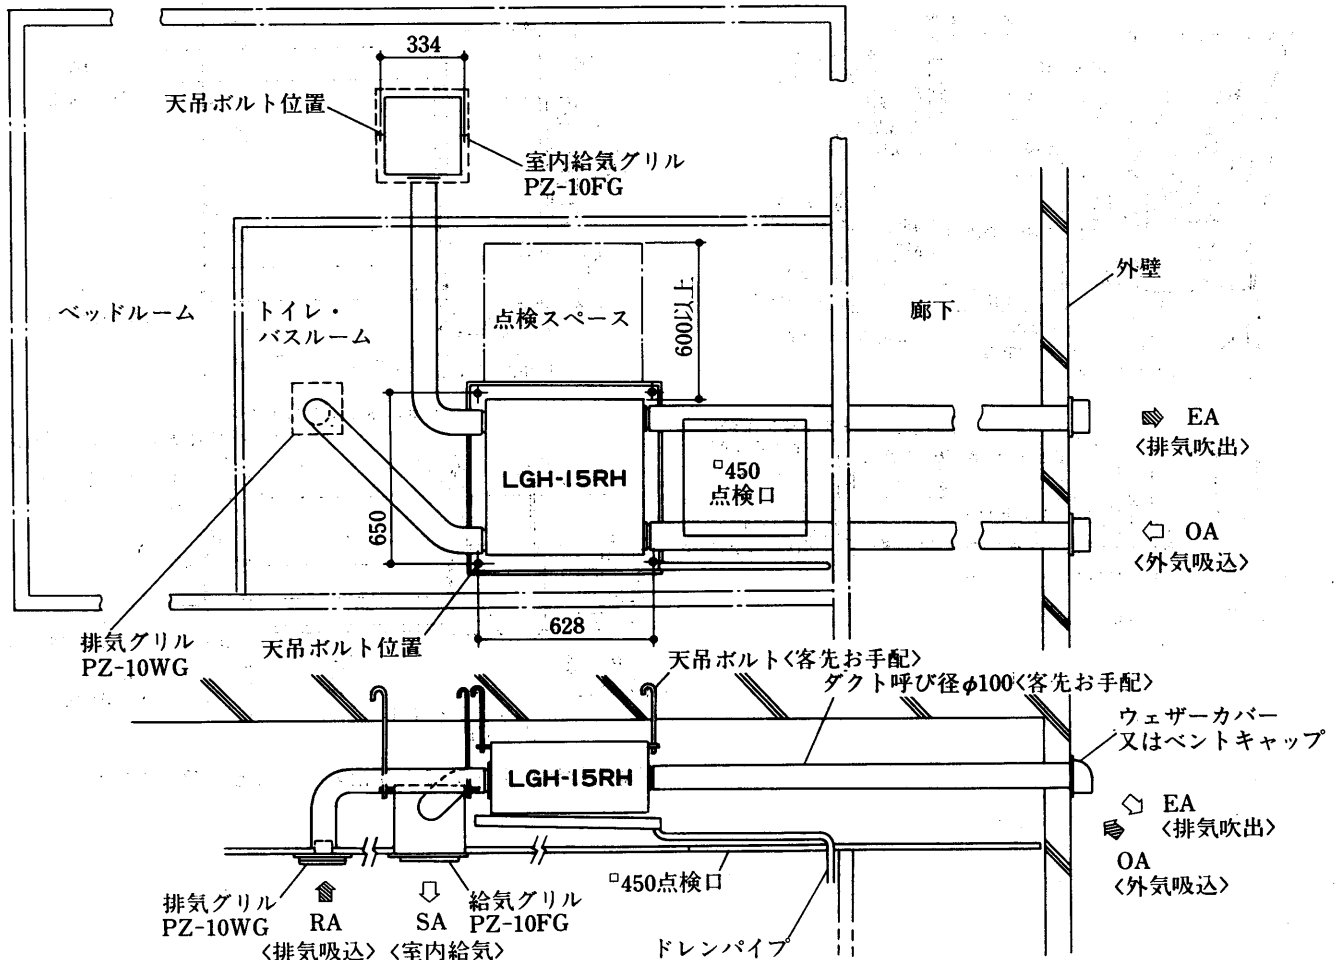 334
天吊ボルト位置
室内給気グリル
PZ-10FG
ベッドルーム
トイレ・
バスルーム
点検スペース
600以上
廊下
外壁
EA
〈排気吹出〉
LGH-15RH
□450
点検口
650
OA
〈外気吸込〉
628
排気グリル
PZ-10WG
天吊ボルト位置
天吊ボルト〈客先お手配〉
ダクト呼び径φ100〈客先お手配〉
ウェザーカバー
又はベントキャップ
LGH-15RH
EA
〈排気吹出〉
OA
〈外気吸込〉
□450点検口
排気グリル
PZ-10WG
RA
〈排気吸込〉
SA
〈室内給気〉
給気グリル
PZ-10FG
ドレンパイプ